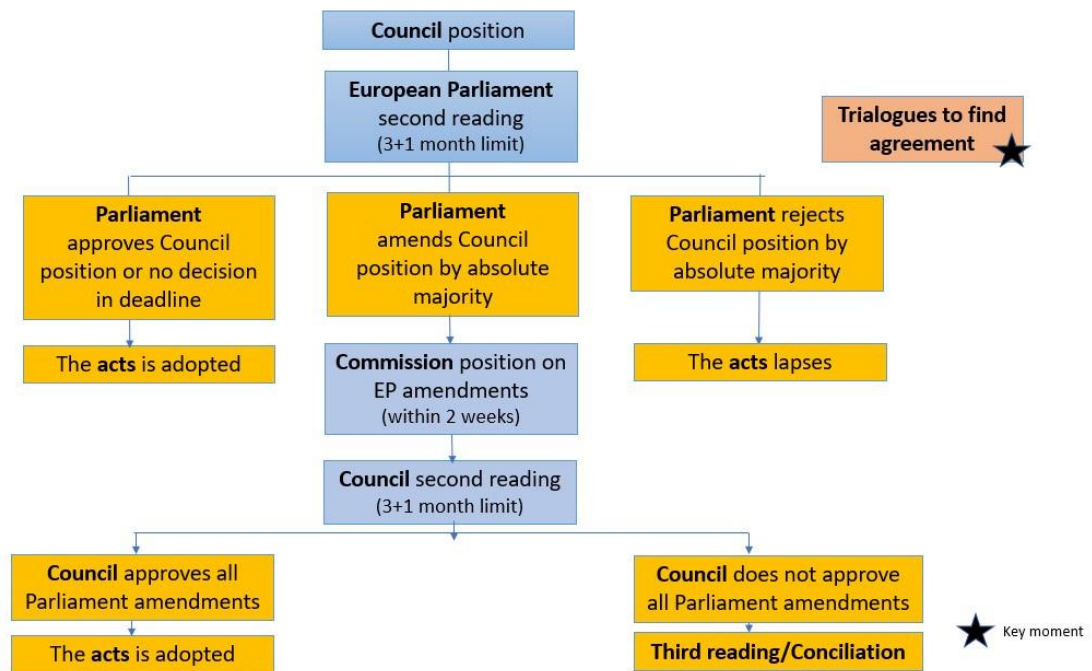 Council position
European Parliament
second reading
(3+1 month limit)
Trialogues to find
agreement
Parliament
approves Council
position or no decision
in deadline
Parliament
amends Council
position by absolute
majority
Parliament rejects
Council position by
absolute majority
The acts is adopted
Commission position on
EP amendments
(within 2 weeks)
The acts lapses
Council second reading
(3+1 month limit)
Council approves all
Parliament amendments
Council does not approve
all Parliament amendments
The acts is adopted
Third reading/Conciliation
Key moment